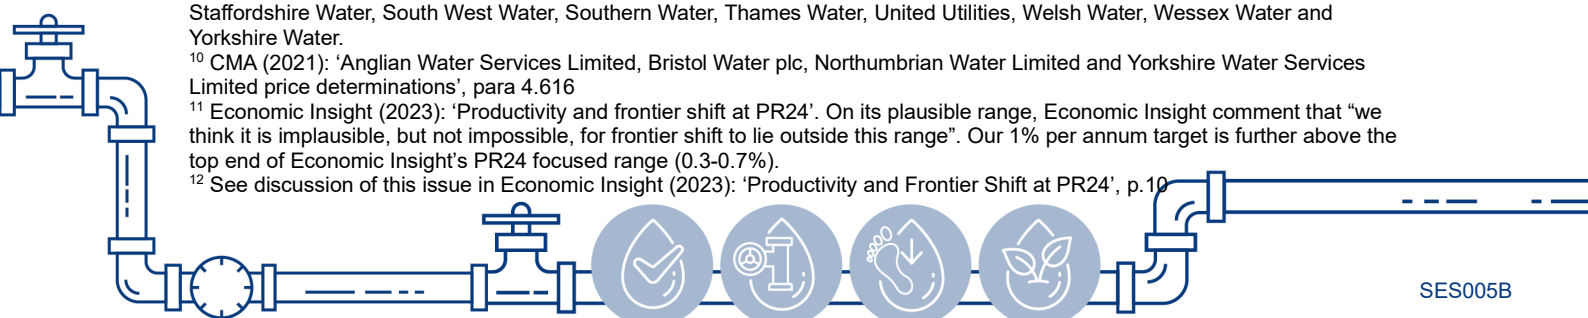 Staffordshire Water, South West Water, Southern Water, Thames Water, United Utilities, Welsh Water, Wessex Water and
Yorkshire Water.
10 CMA (2021): ‘Anglian Water Services Limited, Bristol Water plc, Northumbrian Water Limited and Yorkshire Water Services
Limited price determinations’, para 4.616
11 Economic Insight (2023): ‘Productivity and frontier shift at PR24’. On its plausible range, Economic Insight comment that “we
think it is implausible, but not impossible, for frontier shift to lie outside this range”. Our 1% per annum target is further above the
top end of Economic Insight’s PR24 focused range (0.3-0.7%).
12 See discussion of this issue in Economic Insight (2023): ‘Productivity and Frontier Shift at PR24’, p.10
SES005B